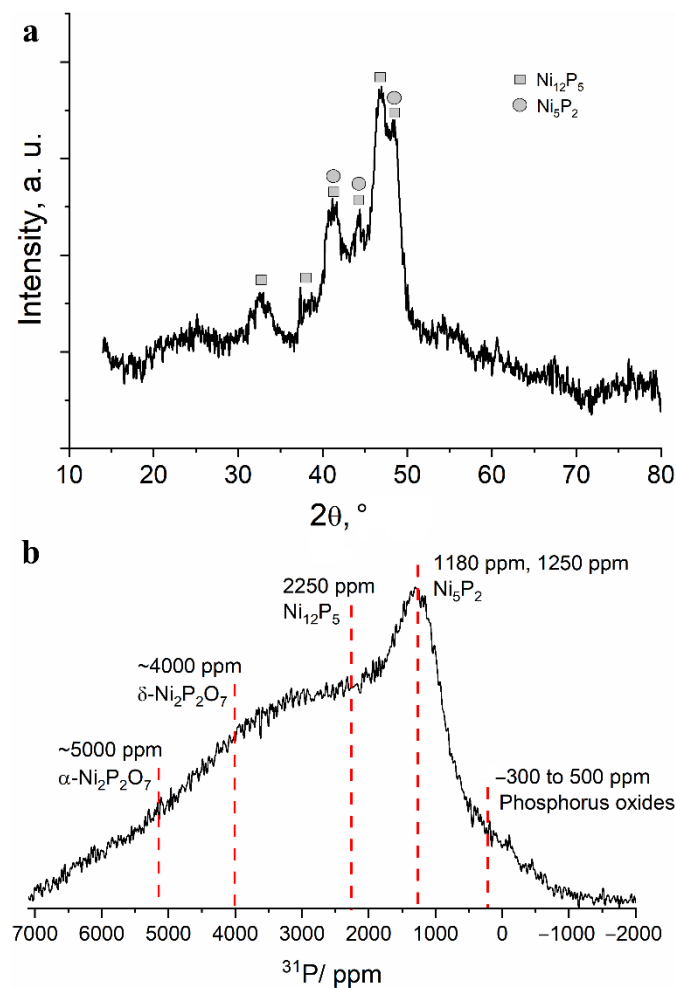 a
Ni₁₂P₅
Ni₅P₂
Intensity, a. u.
10 20 30 40 50 60 70 80
2θ, °
b
1180 ppm, 1250 ppm
Ni₅P₂
2250 ppm
Ni₁₂P₅
~4000 ppm
δ-Ni₂P₂O₇
~5000 ppm
α-Ni₂P₂O₇
−300 to 500 ppm
Phosphorus oxides
7000 6000 5000 4000 3000 2000 1000 0 −1000 −2000
³¹P/ ppm